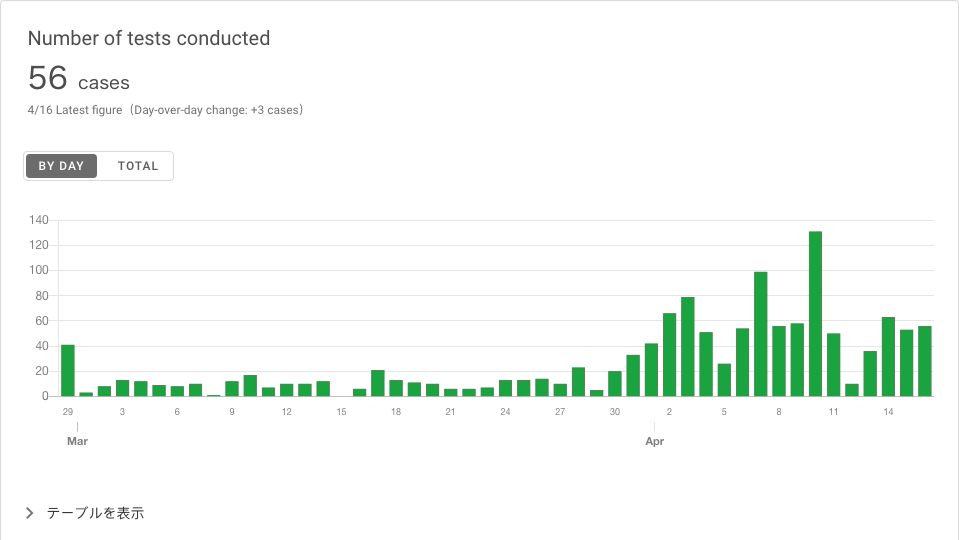 Number of tests conducted
56 cases
4/16 Latest figure（Day-over-day change: +3 cases）
BY DAY TOTAL
140
120
100
80
60
40
20
0
29 3 6 9 12 15 18 21 24 27 30 2 5 8 11 14
Mar Apr
テーブルを表示